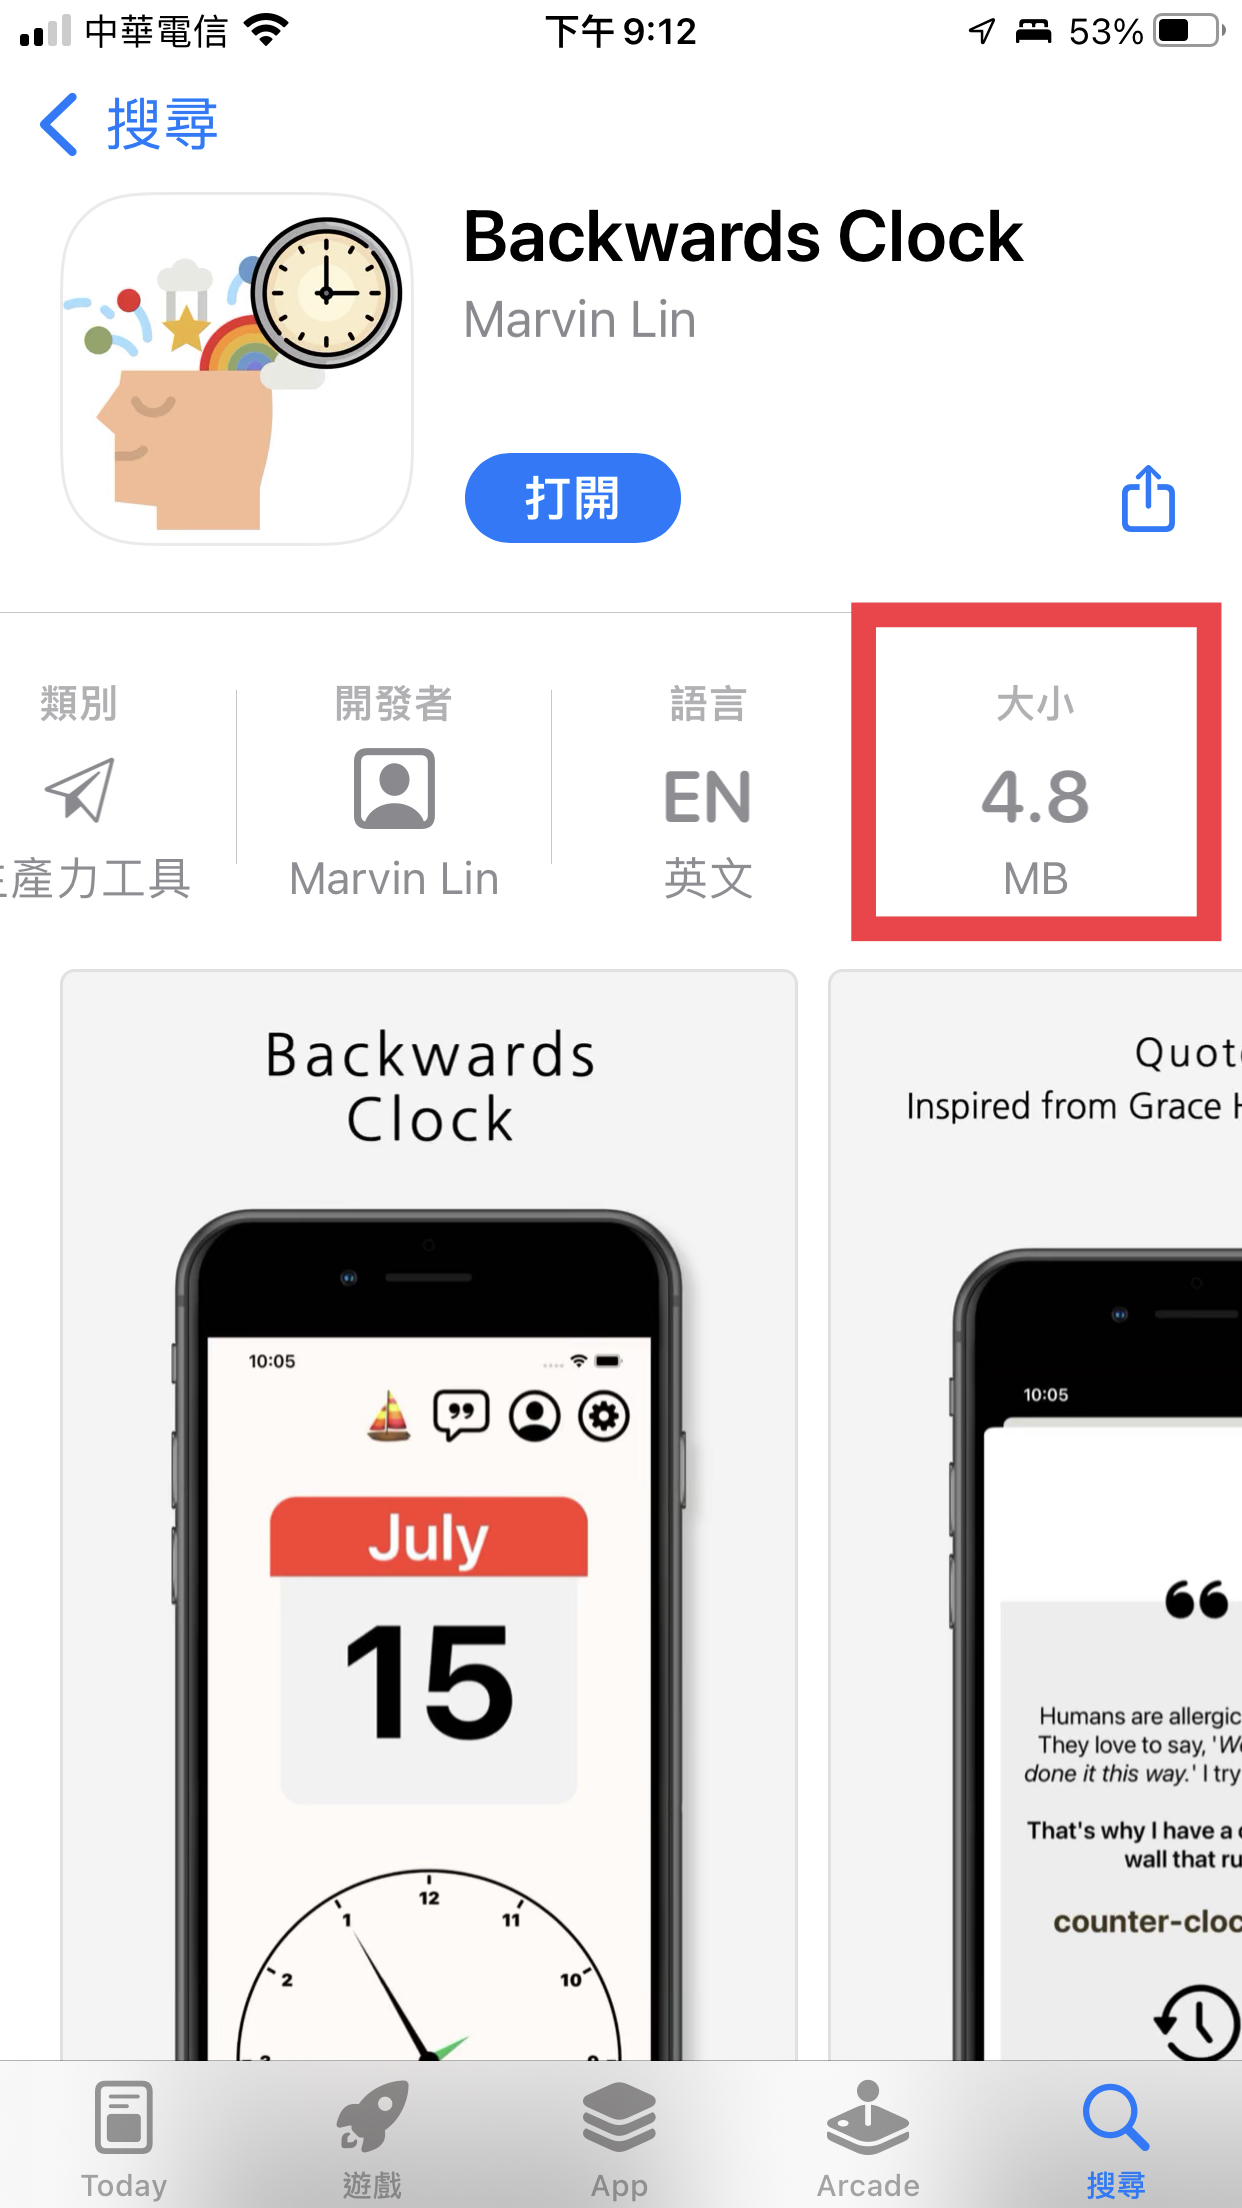 中華電信
下午 9:12
53%
搜尋
Backwards Clock
Marvin Lin
打開
類別
產力工具
開發者
Marvin Lin
語言
EN
英文
大小
4.8
MB
Backwards
Clock
10:05
July
15
12
1
11
2
10
Quot
Inspired from Grace H
10:05
“
Humans are allergic
They love to say, 'We
done it this way.' I try
That's why I have a c
wall that ru
counter-cloc
Today
遊戲
App
Arcade
搜尋